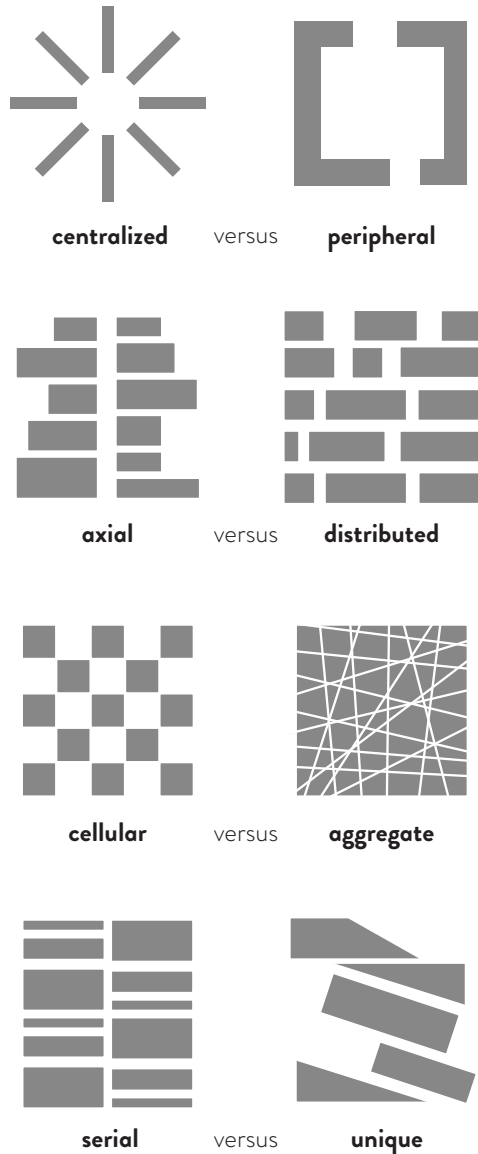 centralized versus peripheral
axial versus distributed
cellular versus aggregate
serial versus unique